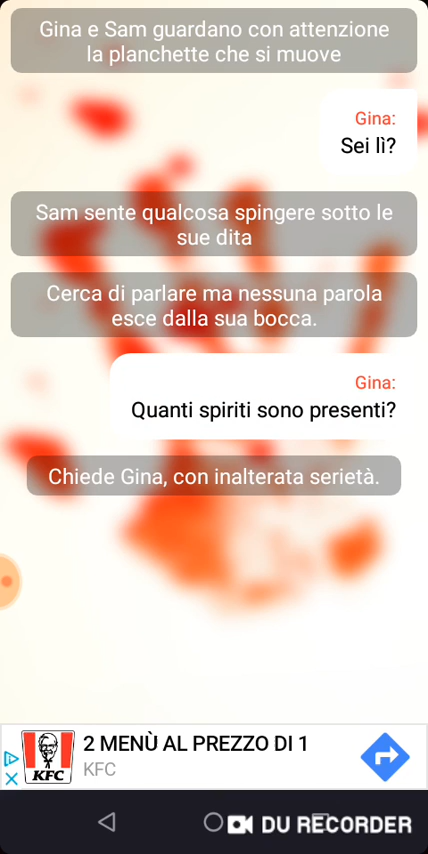 Gina e Sam guardano con attenzione
la planchette che si muove
Gina:
Sei lì?
Sam sente qualcosa spingere sotto le
sue dita
Cerca di parlare ma nessuna parola
esce dalla sua bocca.
Gina:
Quanti spiriti sono presenti?
Chiede Gina, con inalterata serietà.
2 MENÙ AL PREZZO DI 1
KFC
KFC
DU RECORDER